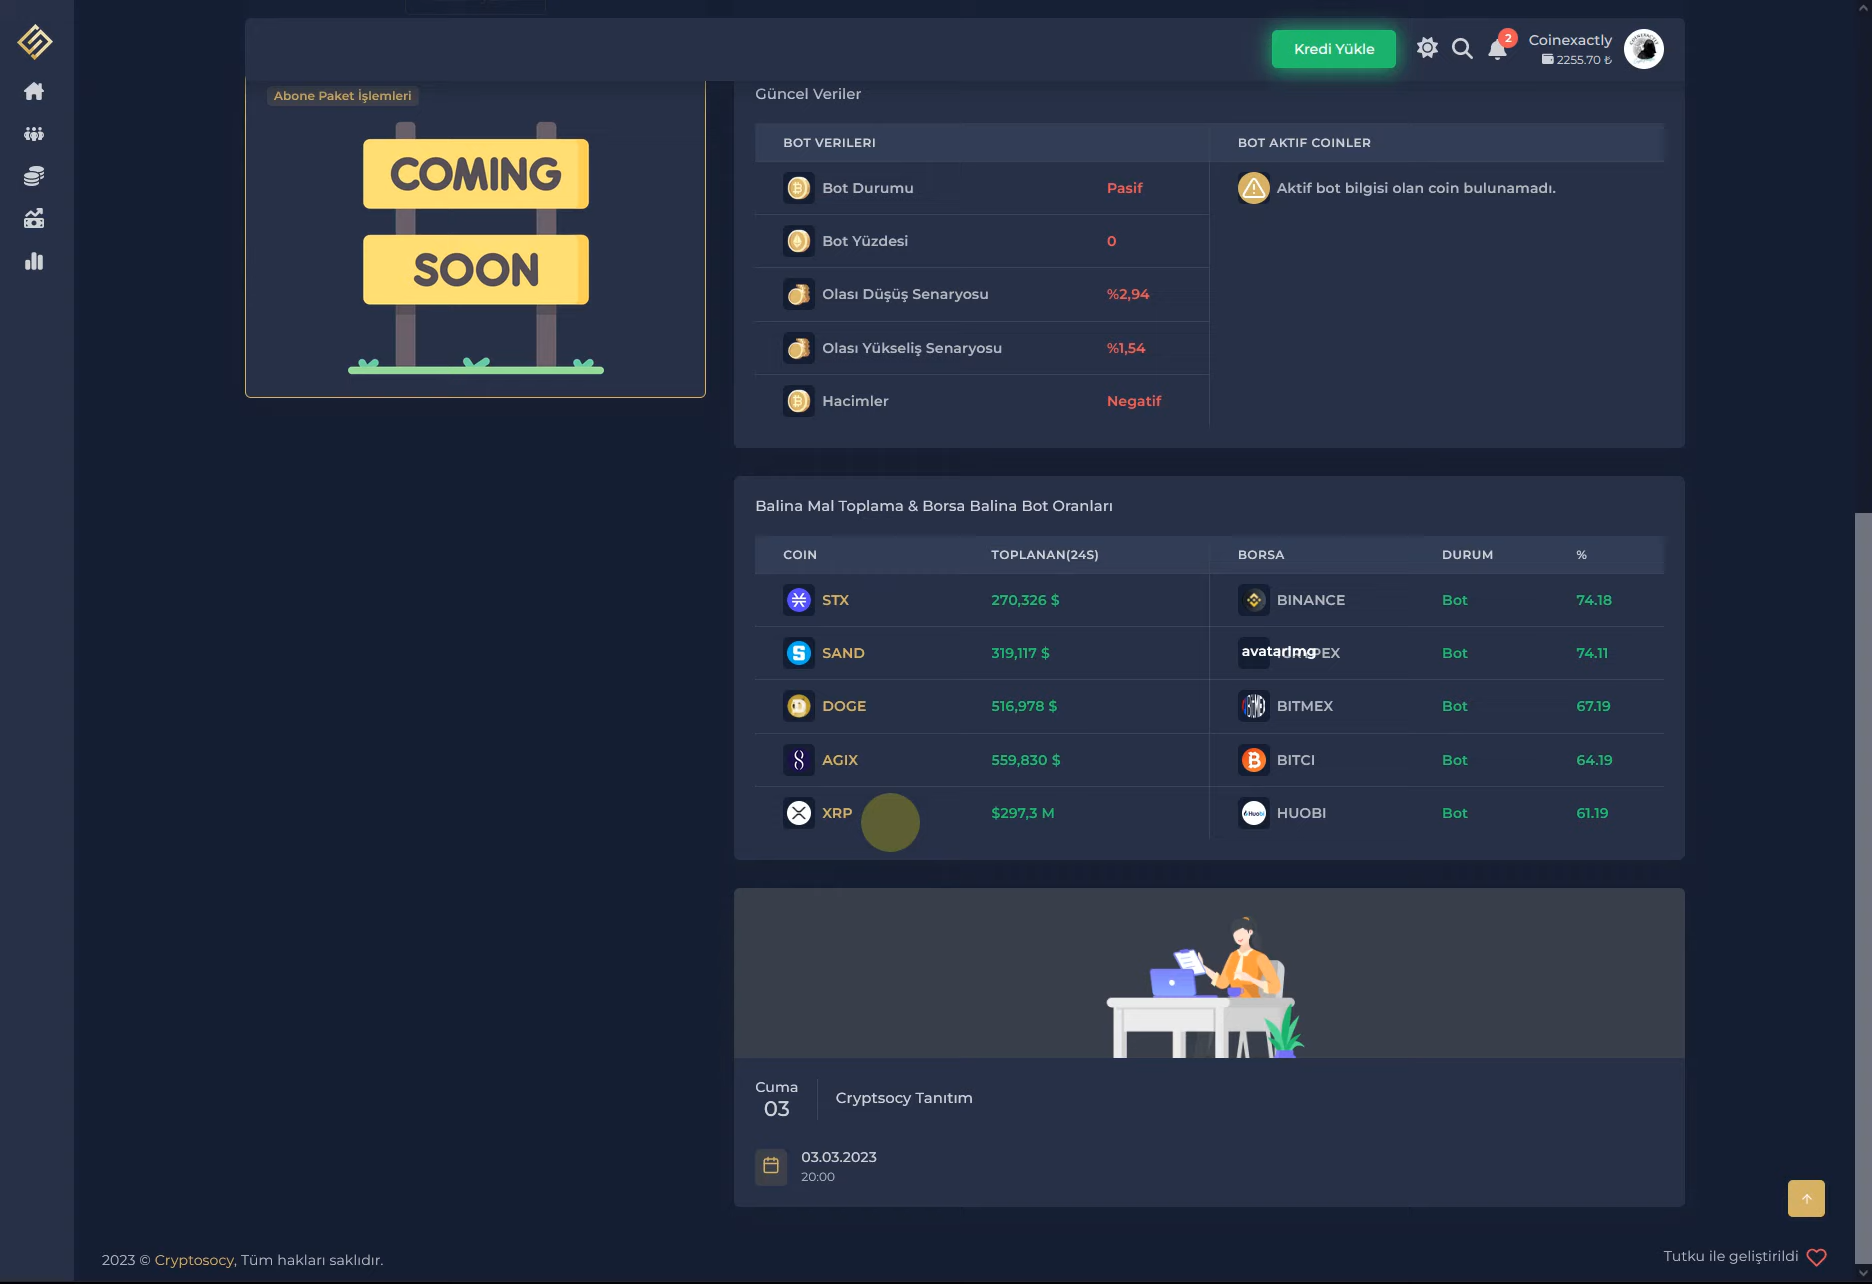 Kredi Yükle
2
Coinexactly
2255.70 ₺
Abone Paket İşlemleri
COMING
SOON
Güncel Veriler
BOT VERILERI
BOT AKTIF COINLER
Bot Durumu Pasif
Aktif bot bilgisi olan coin bulunamadı.
Bot Yüzdesi 0
Olası Düşüş Senaryosu %2,94
Olası Yükseliş Senaryosu %1,54
Hacimler Negatif
Balina Mal Toplama & Borsa Balina Bot Oranları
COIN TOPLANAN(24S) BORSA DURUM %
STX 270,326 $ BINANCE Bot 74.18
SAND 319,117 $ avatarImg PEX Bot 74.11
DOGE 516,978 $ BITMEX Bot 67.19
AGIX 559,830 $ BITCI Bot 64.19
XRP $297,3 M HUOBI Bot 61.19
Cuma
03
Cryptsocy Tanıtım
03.03.2023
20:00
2023 © Cryptosocy, Tüm hakları saklıdır.
Tutku ile geliştirildi